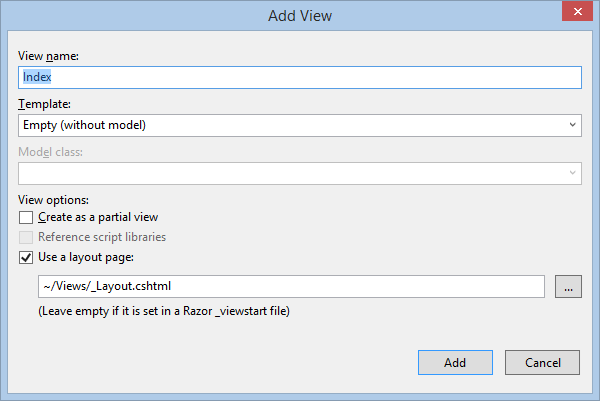 Add View
View name:
Index
Template:
Empty (without model)
Model class:
View options:
Create as a partial view
Reference script libraries
Use a layout page:
~/Views/_Layout.cshtml
...
(Leave empty if it is set in a Razor _viewstart file)
Add Cancel